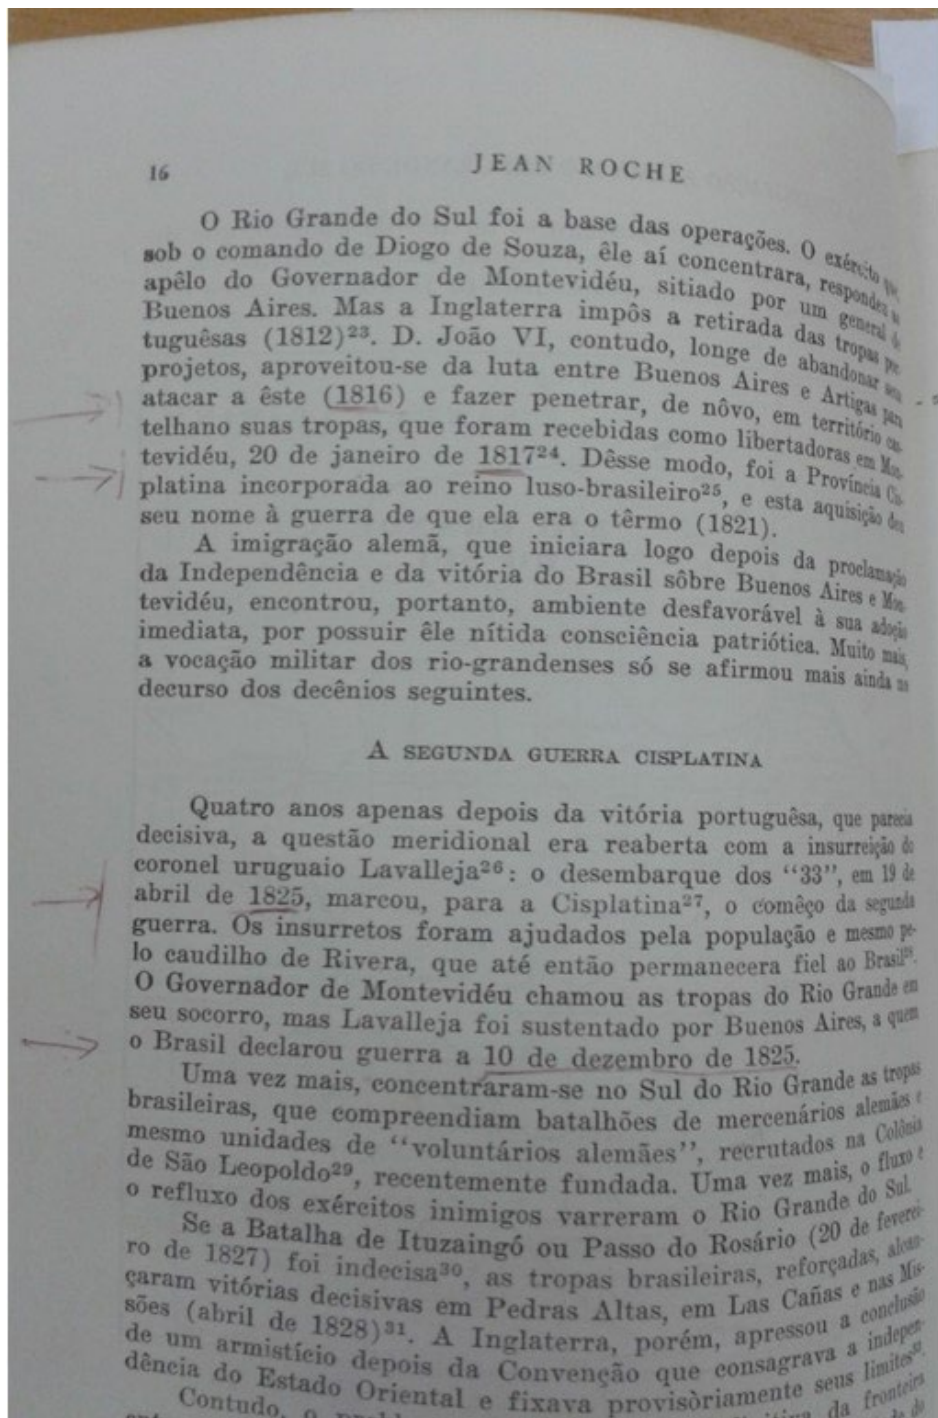 16
JEAN ROCHE
O Rio Grande do Sul foi a base das operações. O exército que,
sob o comando de Diogo de Souza, êle aí concentrara, respondeu ao
apêlo do Governador de Montevidéu, sitiado por um general de
Buenos Aires. Mas a Inglaterra impôs a retirada das tropas por-
tuguêsas (1812)23. D. João VI, contudo, longe de abandonar seus
projetos, aproveitou-se da luta entre Buenos Aires e Artigas para
atacar a êste (1816) e fazer penetrar, de nôvo, em território cas-
telhano suas tropas, que foram recebidas como libertadoras em Mon-
tevidéu, 20 de janeiro de 181724. Dêsse modo, foi a Província Cis-
platina incorporada ao reino luso-brasileiro25, e esta aquisição deu
seu nome à guerra de que ela era o têrmo (1821).
A imigração alemã, que iniciara logo depois da proclamação
da Independência e da vitória do Brasil sôbre Buenos Aires e Mon-
tevidéu, encontrou, portanto, ambiente desfavorável à sua adoção
imediata, por possuir êle nítida consciência patriótica. Muito mais,
a vocação militar dos rio-grandenses só se afirmou mais ainda no
decurso dos decênios seguintes.
A SEGUNDA GUERRA CISPLATINA
Quatro anos apenas depois da vitória portuguêsa, que parecia
decisiva, a questão meridional era reaberta com a insurreição do
coronel uruguaio Lavalleja26: o desembarque dos "33", em 19 de
abril de 1825, marcou, para a Cisplatina27, o comêço da segunda
guerra. Os insurretos foram ajudados pela população e mesmo pe-
lo caudilho de Rivera, que até então permanecera fiel ao Brasil28.
O Governador de Montevidéu chamou as tropas do Rio Grande em
seu socorro, mas Lavalleja foi sustentado por Buenos Aires, a quem
o Brasil declarou guerra a 10 de dezembro de 1825.
Uma vez mais, concentraram-se no Sul do Rio Grande as tropas
brasileiras, que compreendiam batalhões de mercenários alemães e
mesmo unidades de "voluntários alemães", recrutados na Colônia
de São Leopoldo29, recentemente fundada. Uma vez mais, o fluxo e
o refluxo dos exércitos inimigos varreram o Rio Grande do Sul.
Se a Batalha de Ituzaingó ou Passo do Rosário (20 de feverei-
ro de 1827) foi indecisa30, as tropas brasileiras, reforçadas, alcan-
çaram vitórias decisivas em Pedras Altas, em Las Cañas e nas Mis-
sões (abril de 1828)31. A Inglaterra, porém, apressou a conclusão
de um armistício depois da Convenção que consagrava a indepen-
dência do Estado Oriental e fixava provisòriamente seus limites32.
Contudo, o da fronteira